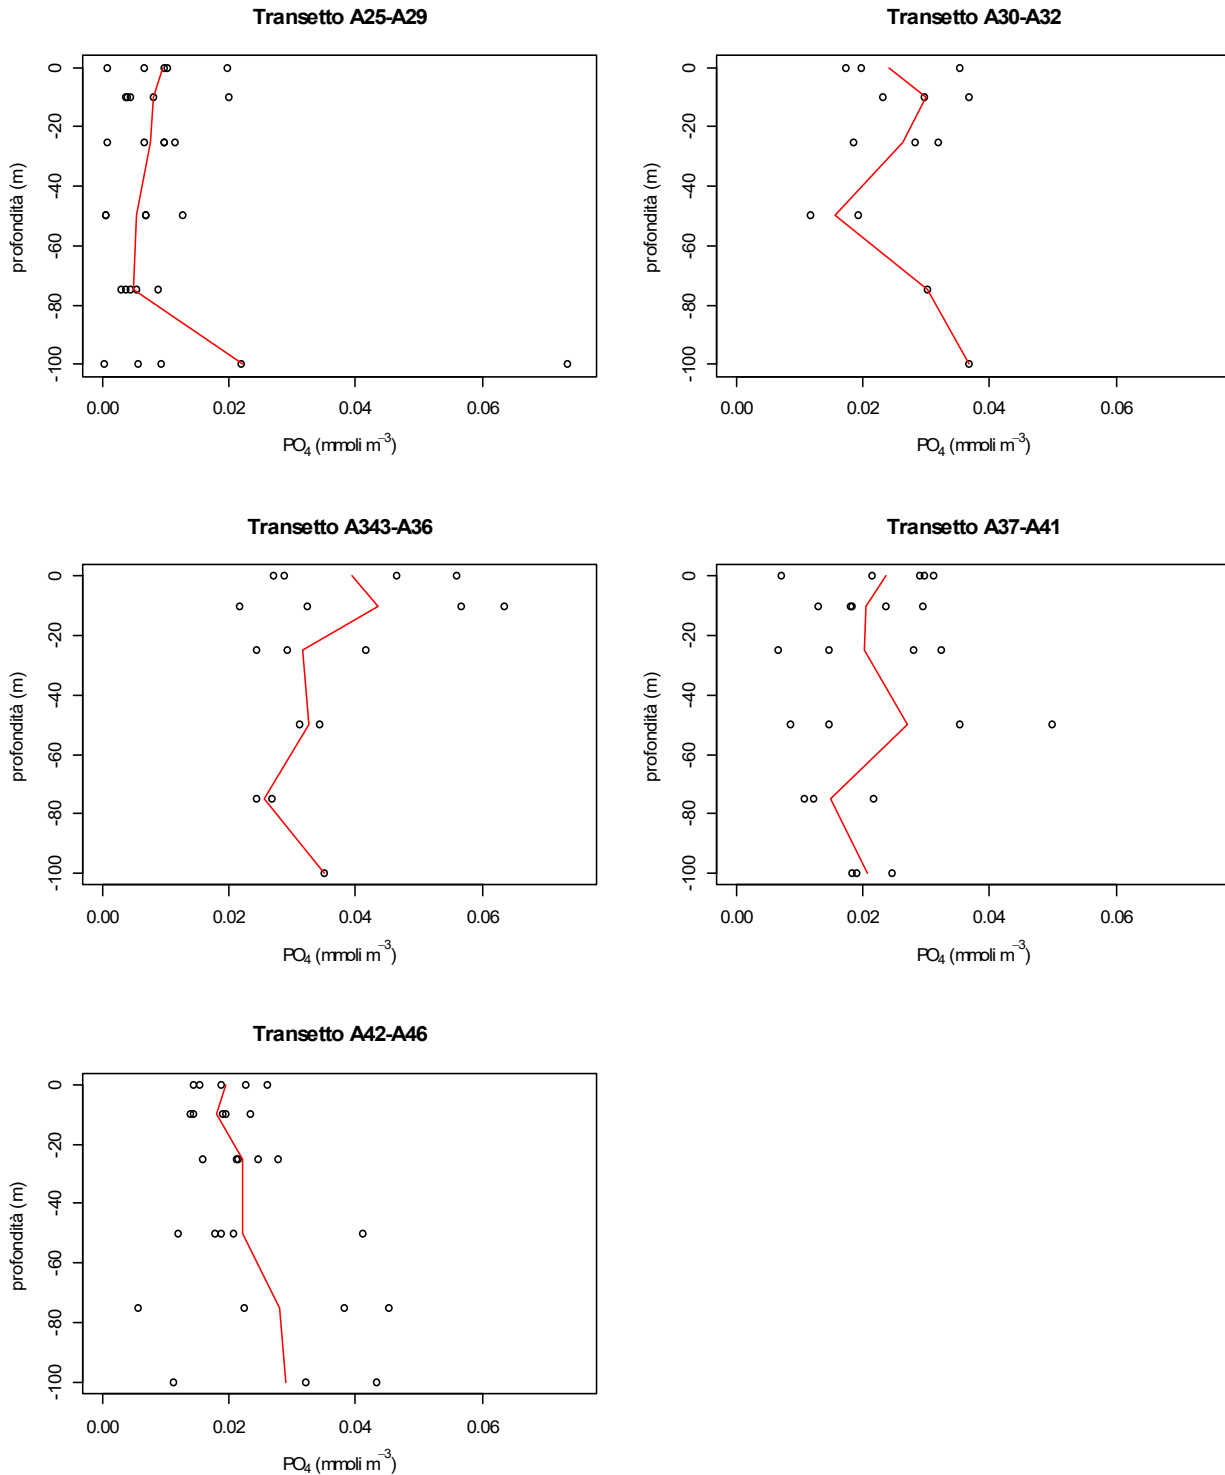 Transetto A25-A29
profondità (m)
0
-20
-40
-60
-80
-100
0.00 0.02 0.04 0.06
PO₄ (mmoli m⁻³)
Transetto A30-A32
profondità (m)
0
-20
-40
-60
-80
-100
0.00 0.02 0.04 0.06
PO₄ (mmoli m⁻³)
Transetto A343-A36
profondità (m)
0
-20
-40
-60
-80
-100
0.00 0.02 0.04 0.06
PO₄ (mmoli m⁻³)
Transetto A37-A41
profondità (m)
0
-20
-40
-60
-80
-100
0.00 0.02 0.04 0.06
PO₄ (mmoli m⁻³)
Transetto A42-A46
profondità (m)
0
-20
-40
-60
-80
-100
0.00 0.02 0.04 0.06
PO₄ (mmoli m⁻³)